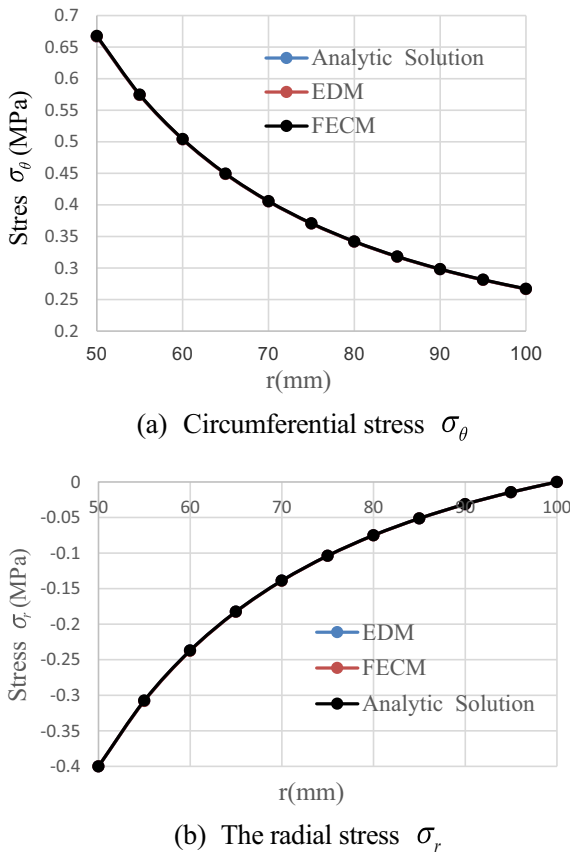 0.7
0.65
0.6
0.55
0.5
0.45
0.4
0.35
0.3
0.25
0.2
Stres σθ (MPa)
Analytic Solution
EDM
FECM
50 60 70 80 90 100
r(mm)
(a) Circumferential stress σθ
0
-0.05
-0.1
-0.15
-0.2
-0.25
-0.3
-0.35
-0.4
Stress σr (MPa)
50 60 70 80 90 100
EDM
FECM
Analytic Solution
r(mm)
(b) The radial stress σr